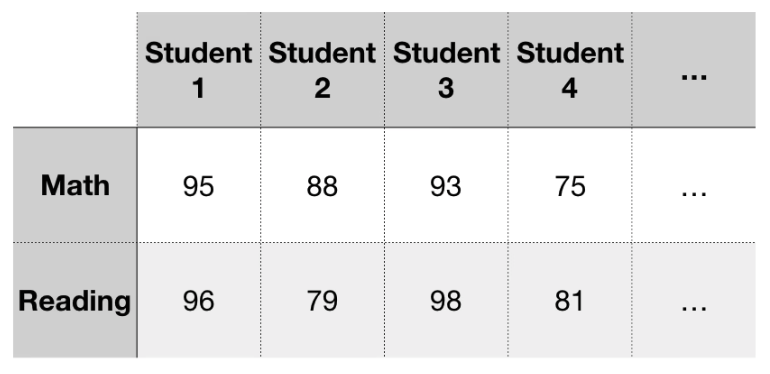 Student 1 Student 2 Student 3 Student 4 ...
Math 95 88 93 75 ...
Reading 96 79 98 81 ...